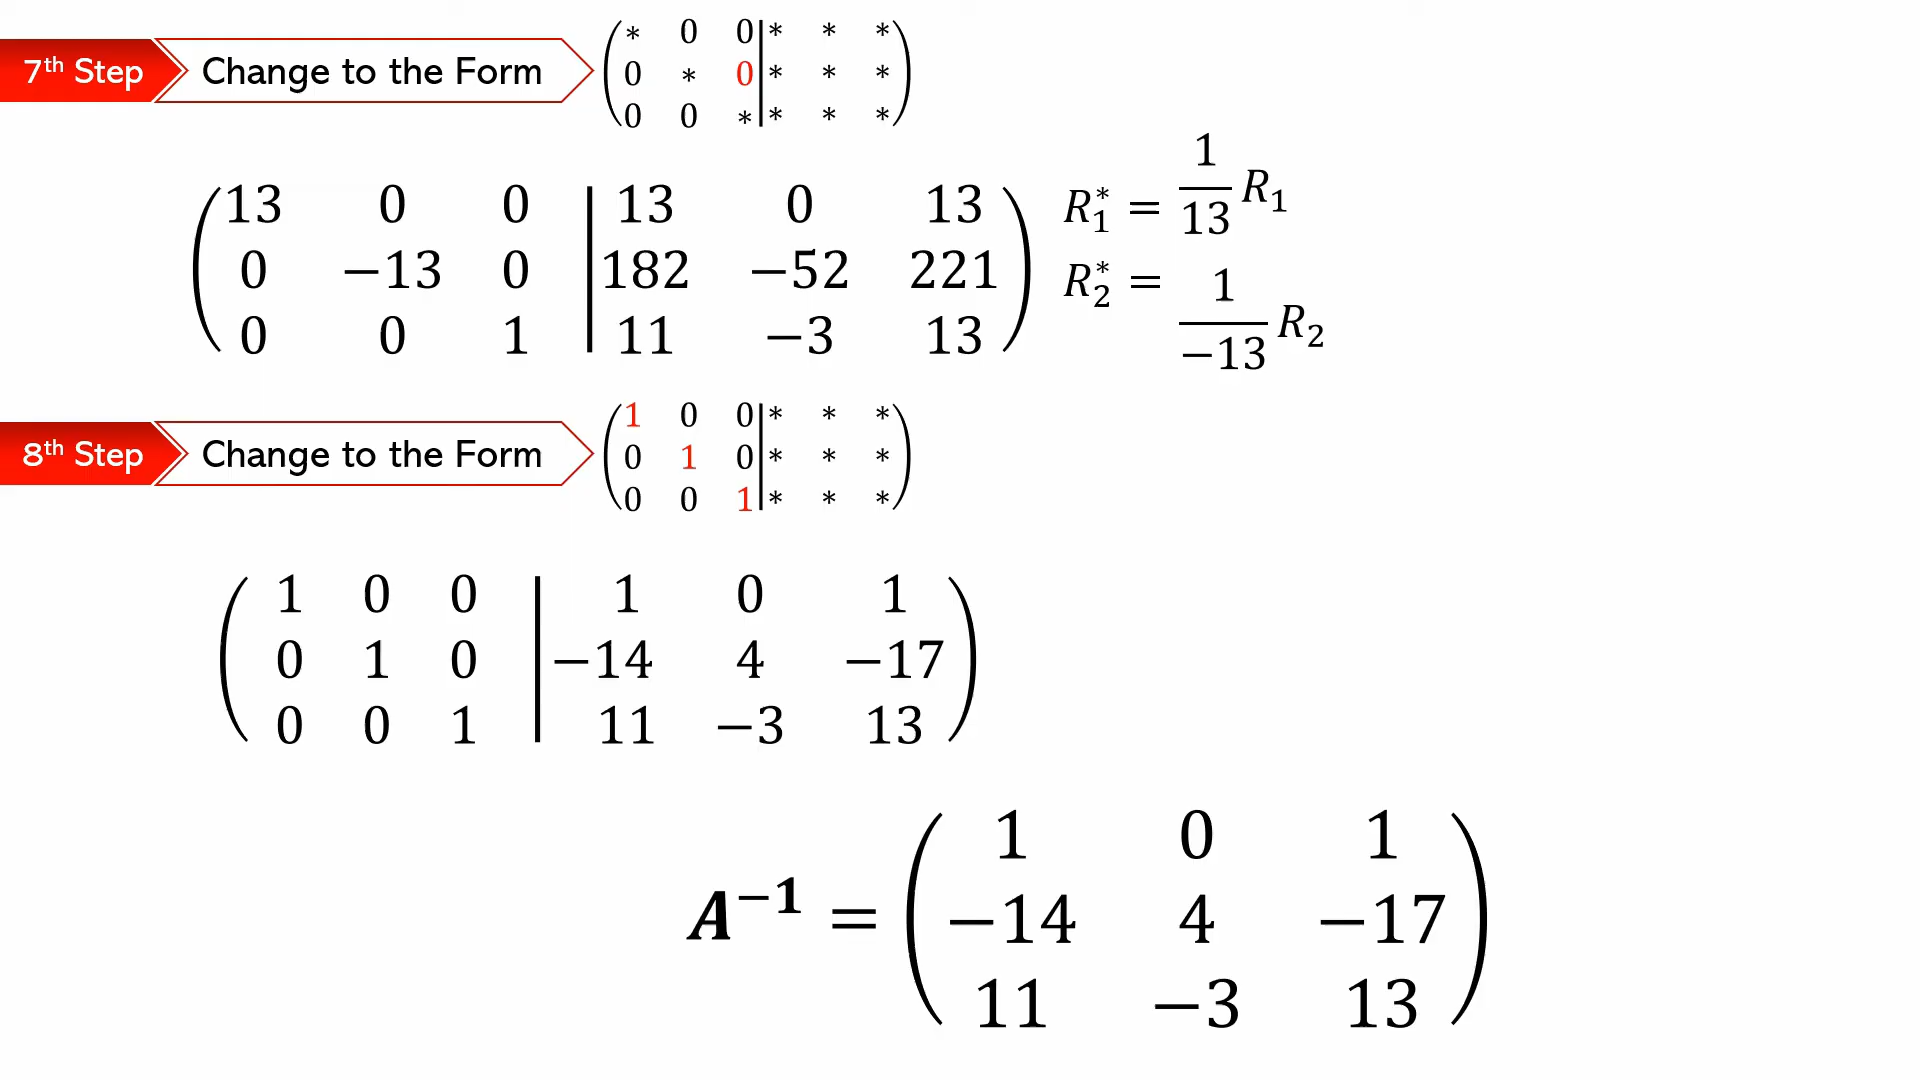 7th Step Change to the Form
* 0 0 | * * *
0 * 0 | * * *
0 0 * | * * *
13 0 0 | 13 0 13
0 −13 0 | 182 −52 221
0 0 1 | 11 −3 13
R₁* = 1/13 R₁
R₂* = 1/−13 R₂
8th Step Change to the Form
1 0 0 | * * *
0 1 0 | * * *
0 0 1 | * * *
1 0 0 | 1 0 1
0 1 0 | −14 4 −17
0 0 1 | 11 −3 13
A⁻¹ =
1 0 1
−14 4 −17
11 −3 13